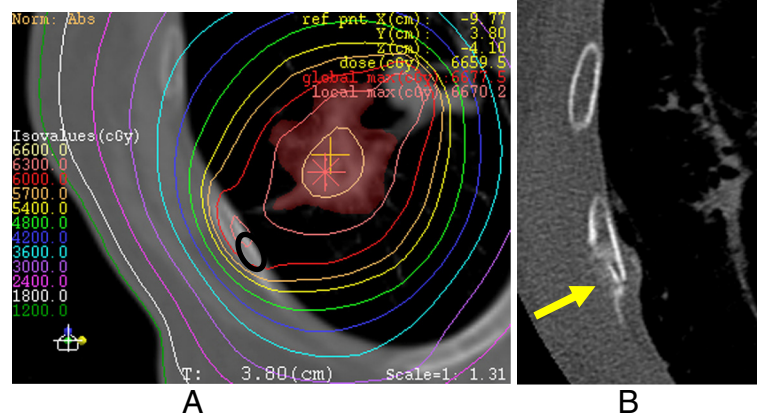 Norm: Abs
ref pnt X(cm): -9.77
Y(cm): 3.80
Z(cm): -4.10
dose(cGy): 6659.5
global max(cGy): 6677.5
local max(cGy): 6670.2
Isovalues(cGy)
6600.0
6300.0
6000.0
5700.0
5400.0
4800.0
4200.0
3600.0
3000.0
2400.0
1800.0
1200.0
T: 3.80(cm)
Scale=1: 1.31
A
B